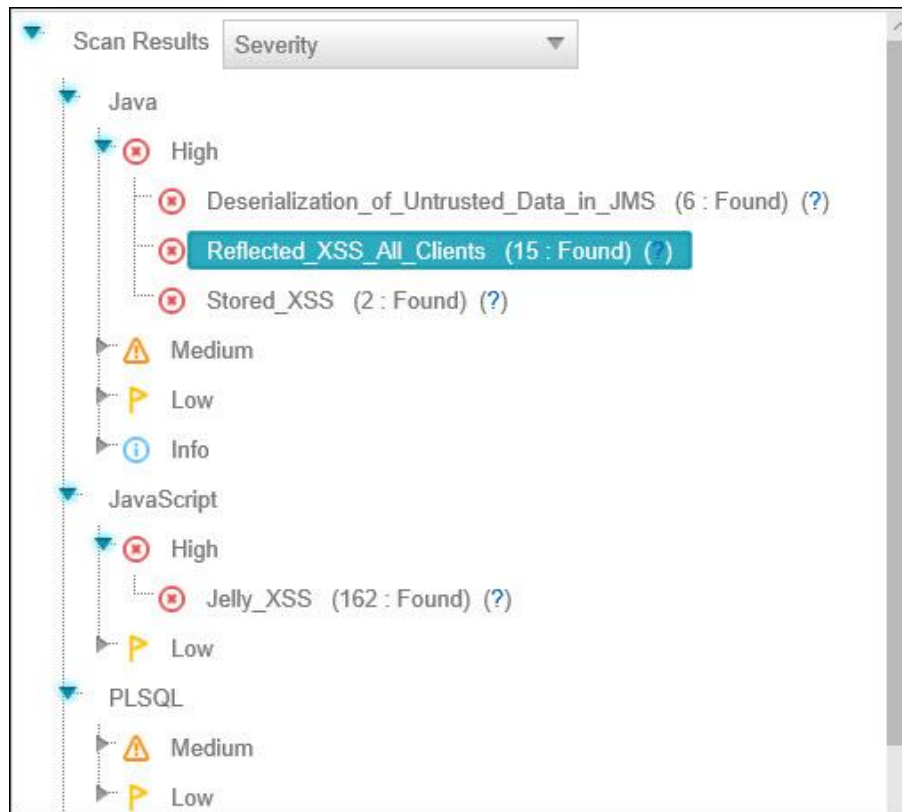 Scan Results Severity
Java
High
Deserialization_of_Untrusted_Data_in_JMS (6 : Found) (?)
Reflected_XSS_All_Clients (15 : Found) (?)
Stored_XSS (2 : Found) (?)
Medium
Low
Info
JavaScript
High
Jelly_XSS (162 : Found) (?)
Low
PLSQL
Medium
Low